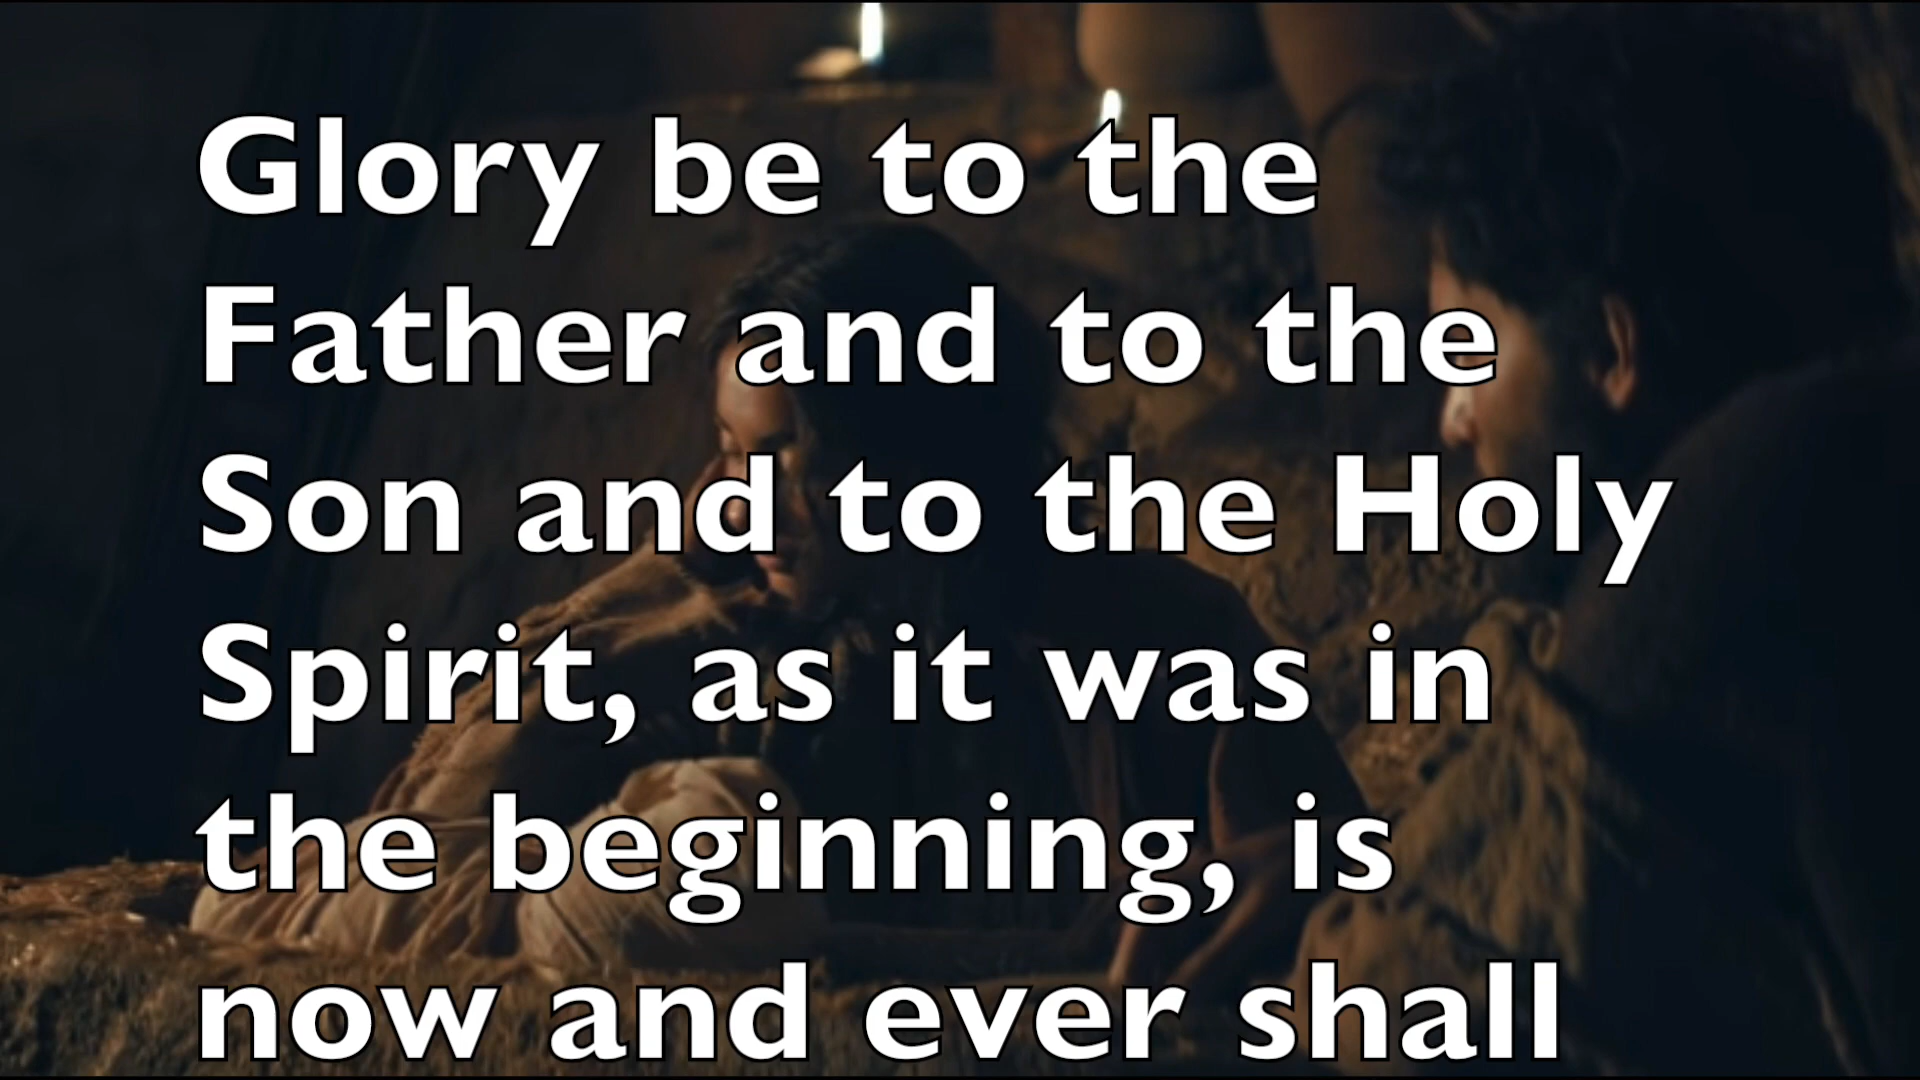 Glory be to the
Father and to the
Son and to the Holy
Spirit, as it was in
the beginning, is
now and ever shall